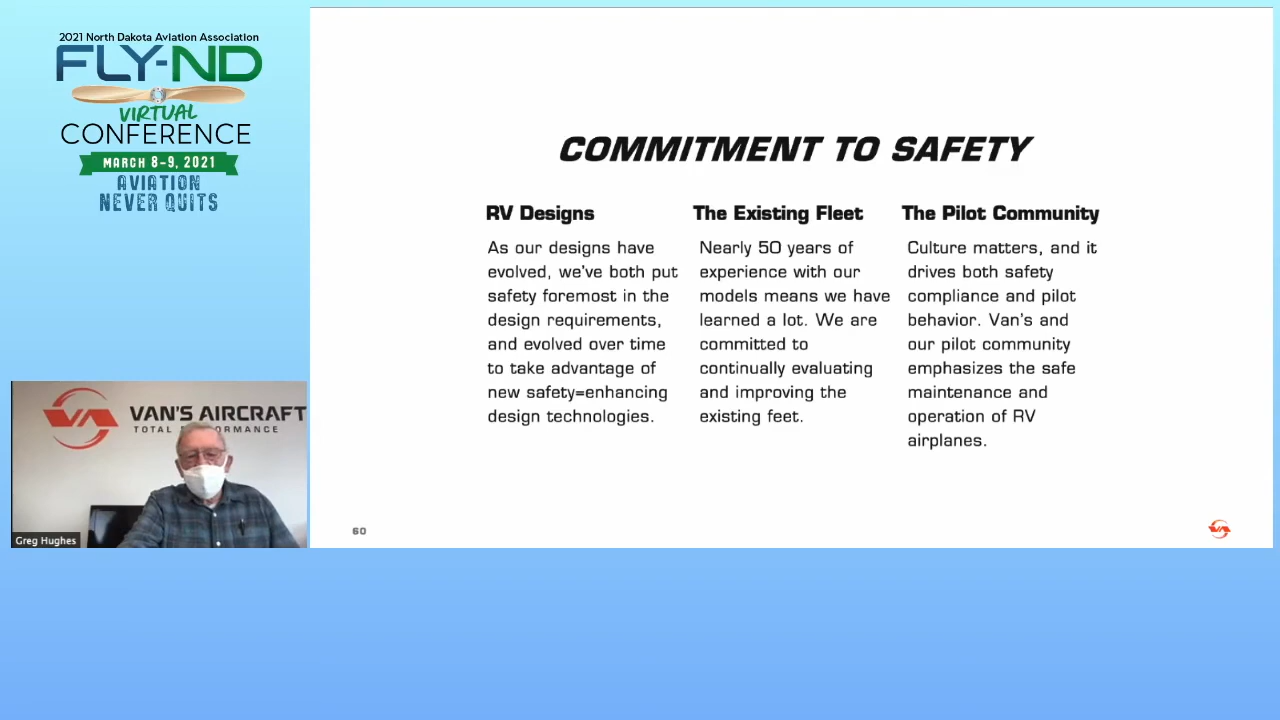 2021 North Dakota Aviation Association
FLY-ND
VIRTUAL
CONFERENCE
MARCH 8-9, 2021
AVIATION
NEVER QUITS
COMMITMENT TO SAFETY
RV Designs
As our designs have
evolved, we've both put
safety foremost in the
design requirements,
and evolved over time
to take advantage of
new safety=enhancing
design technologies.
The Existing Fleet
Nearly 50 years of
experience with our
models means we have
learned a lot. We are
committed to
continually evaluating
and improving the
existing feet.
The Pilot Community
Culture matters, and it
drives both safety
compliance and pilot
behavior. Van's and
our pilot community
emphasizes the safe
maintenance and
operation of RV
airplanes.
VAN'S AIRCRAFT
TOTAL
Greg Hughes
60